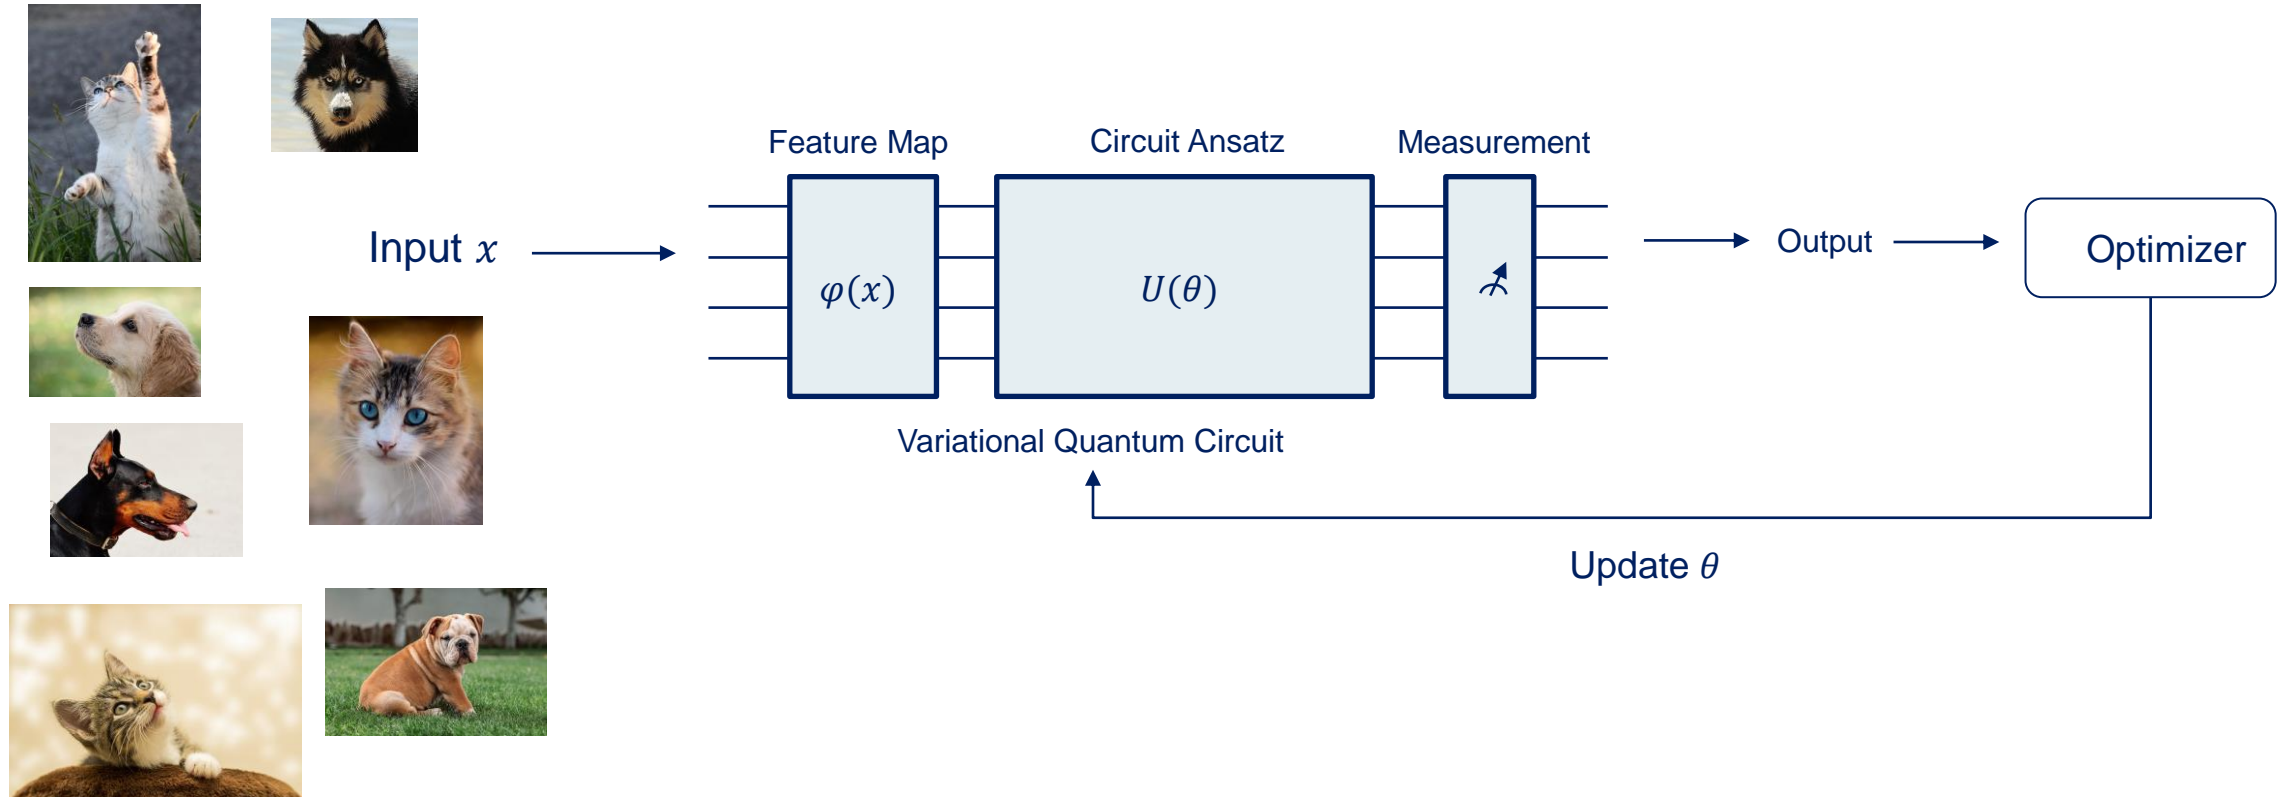 Feature Map
Circuit Ansatz
Measurement
Input x
φ(x)
U(θ)
Output
Optimizer
Variational Quantum Circuit
Update θ